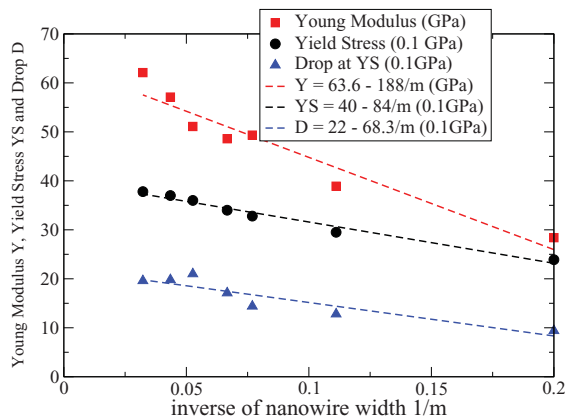 Young Modulus (GPa)
Yield Stress (0.1 GPa)
Drop at YS (0.1GPa)
Y = 63.6 - 188/m (GPa)
YS = 40 - 84/m (0.1GPa)
D = 22 - 68.3/m (0.1GPa)
Young Modulus Y, Yield Stress YS and Drop D
70
60
50
40
30
20
10
0
0
0.05
0.1
0.15
0.2
inverse of nanowire width 1/m